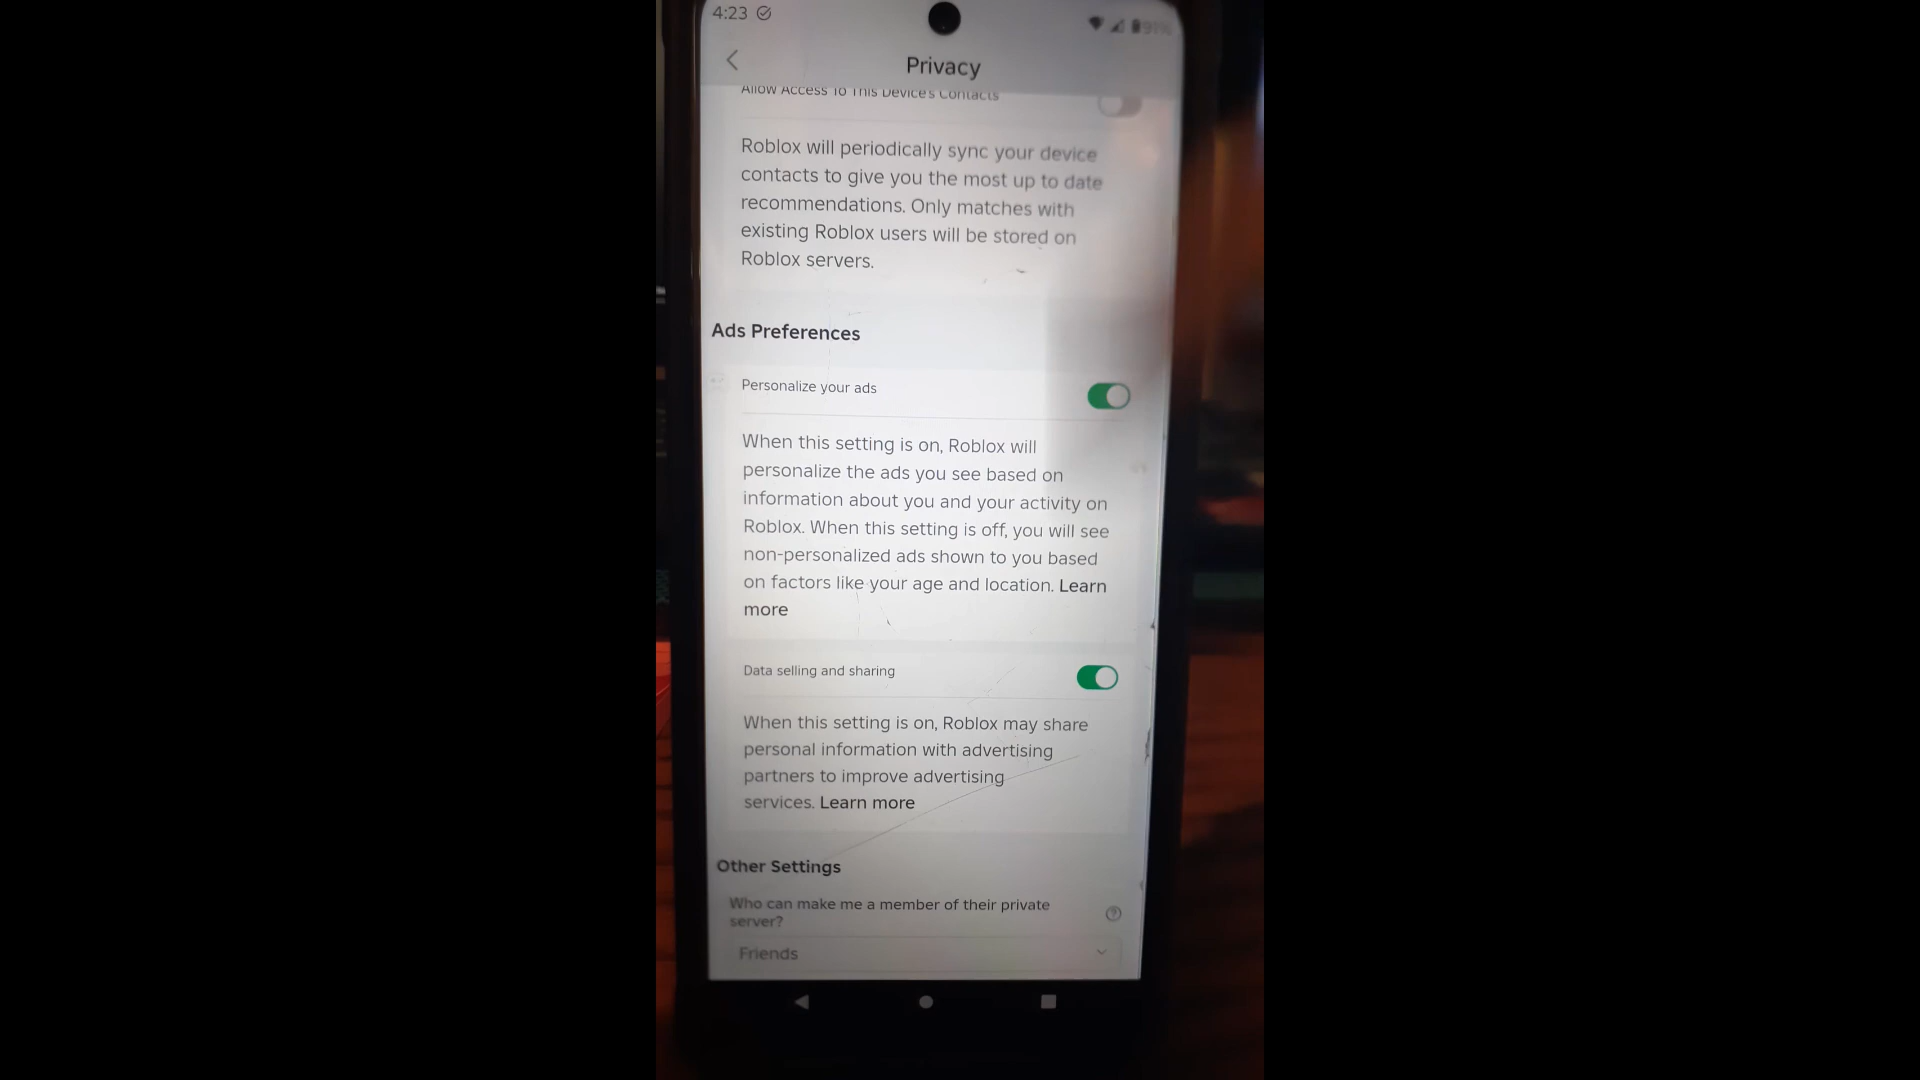 4:23
91%
Privacy
Allow Access To This Device's Contacts
Roblox will periodically sync your device
contacts to give you the most up to date
recommendations. Only matches with
existing Roblox users will be stored on
Roblox servers.
Ads Preferences
Personalize your ads
When this setting is on, Roblox will
personalize the ads you see based on
information about you and your activity on
Roblox. When this setting is off, you will see
non-personalized ads shown to you based
on factors like your age and location. Learn
more
Data selling and sharing
When this setting is on, Roblox may share
personal information with advertising
partners to improve advertising
services. Learn more
Other Settings
Who can make me a member of their private
server?
Friends